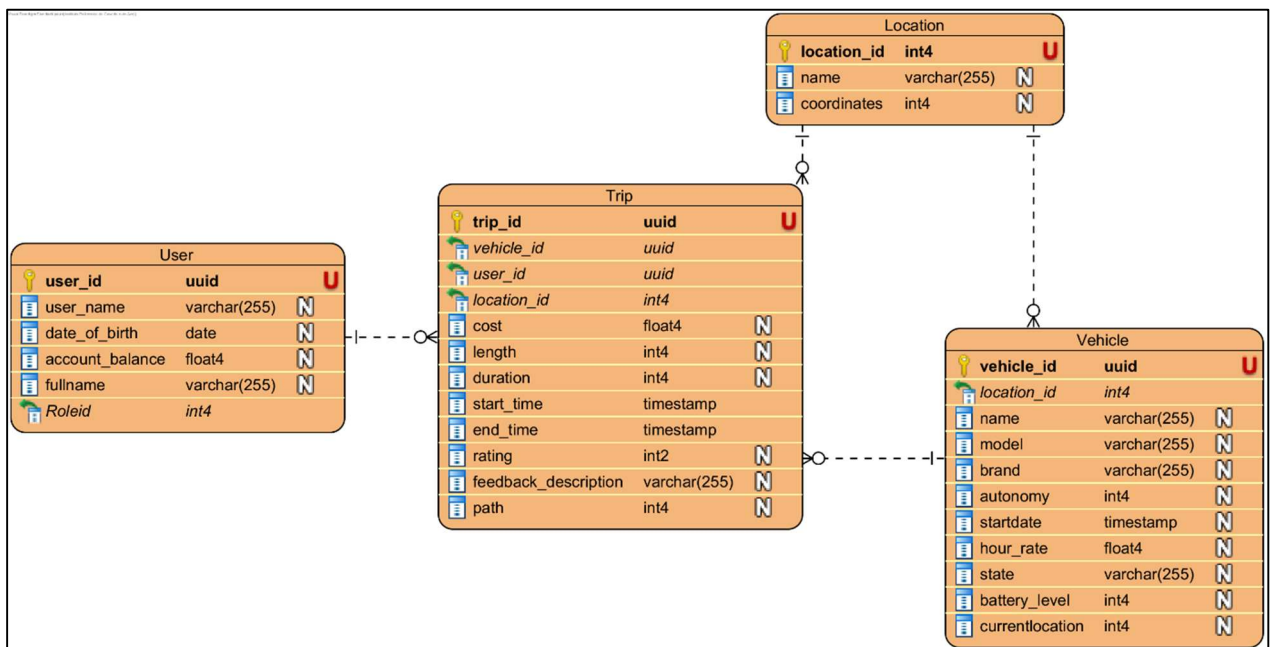 Location
location_id int4 U
name varchar(255) N
coordinates int4 N
Trip
trip_id uuid U
vehicle_id uuid
user_id uuid
location_id int4
cost float4 N
length int4 N
duration int4 N
start_time timestamp
end_time timestamp
rating int2 N
feedback_description varchar(255) N
path int4 N
User
user_id uuid U
user_name varchar(255) N
date_of_birth date N
account_balance float4 N
fullname varchar(255) N
Roleid int4
Vehicle
vehicle_id uuid U
location_id int4
name varchar(255) N
model varchar(255) N
brand varchar(255) N
autonomy int4 N
startdate timestamp N
hour_rate float4 N
state varchar(255) N
battery_level int4 N
currentlocation int4 N